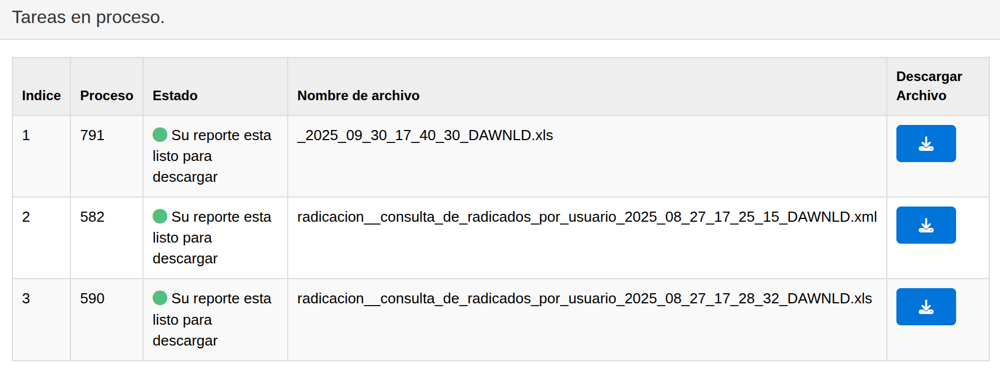 Tareas en proceso.
Indice Proceso Estado Nombre de archivo Descargar Archivo
1 791 Su reporte esta _2025_09_30_17_40_30_DAWNLD.xls
listo para
descargar
2 582 Su reporte esta radicacion__consulta_de_radicados_por_usuario_2025_08_27_17_25_15_DAWNLD.xml
listo para
descargar
3 590 Su reporte esta radicacion__consulta_de_radicados_por_usuario_2025_08_27_17_28_32_DAWNLD.xls
listo para
descargar